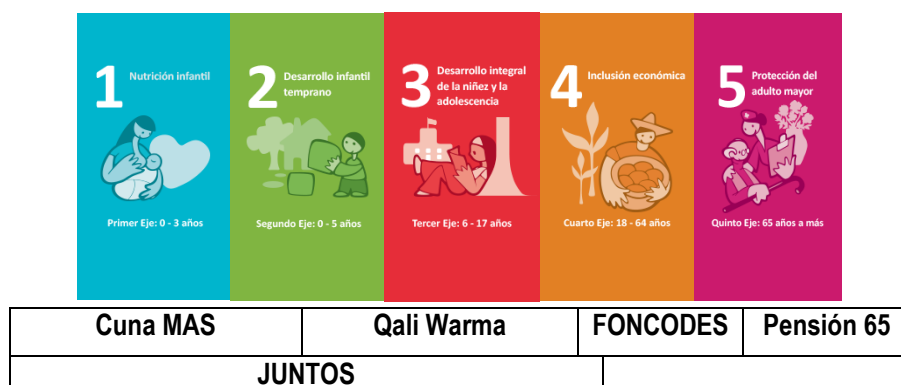 1
Nutrición infantil
Primer Eje: 0 - 3 años
2
Desarrollo infantil
temprano
Segundo Eje: 0 - 5 años
3
Desarrollo integral
de la niñez y la
adolescencia
Tercer Eje: 6 - 17 años
4
Inclusión económica
Cuarto Eje: 18 - 64 años
5
Protección del
adulto mayor
Quinto Eje: 65 años a más
Cuna MAS
Qali Warma
FONCODES
Pensión 65
JUNTOS